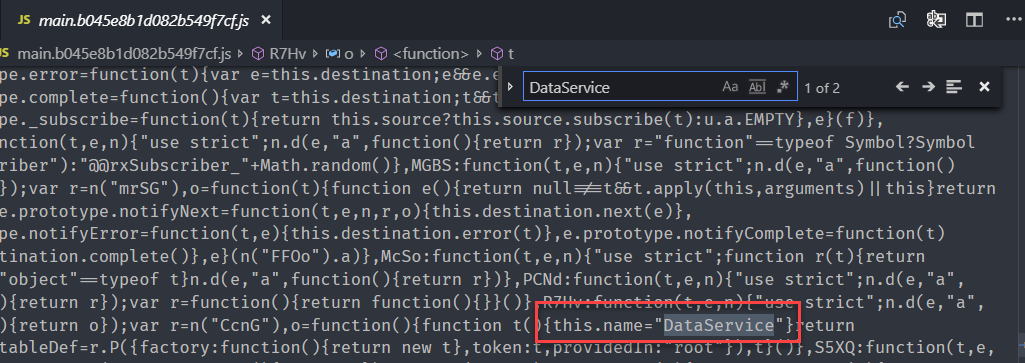 JS main.b045e8b1d082b549f7cf.js ×
JS main.b045e8b1d082b549f7cf.js > R7Hv > o > <function> > t
DataService Aa Abl .* 1 of 2
pe.error=function(t){var e=this.destination;e&&e.e
pe.complete=function(){var t=this.destination;t&&t
pe._subscribe=function(t){return this.source?this.source.subscribe(t):u.a.EMPTY},e}(f)},
nction(t,e,n){"use strict";n.d(e,"a",function(){return r});var r="function"==typeof Symbol?Symbol
riber"):"@@rxSubscriber_"+Math.random()},MGBS:function(t,e,n){"use strict";n.d(e,"a",function()
});var r=n("mrSG"),o=function(t){function e(){return null!==t&&t.apply(this,arguments)||this}return
e.prototype.notifyNext=function(t,e,n,r,o){this.destination.next(e)},
pe.notifyError=function(t,e){this.destination.error(t)},e.prototype.notifyComplete=function(t)
tination.complete()},e}(n("FFOo").a)},McSo:function(t,e,n){"use strict";function r(t){return
"object"==typeof t}n.d(e,"a",function(){return r})},PCNd:function(t,e,n){"use strict";n.d(e,"a",
){return r});var r=function(){return function(){}}()},R7Hv:function(t,e,n){"use strict";n.d(e,"a",
){return o});var r=n("CcnG"),o=function(){function t(){this.name="DataService"}return
tableDef=r.P({factory:function(){return new t},token:t,providedIn:"root"}),t}()},S5XQ:function(t,e,